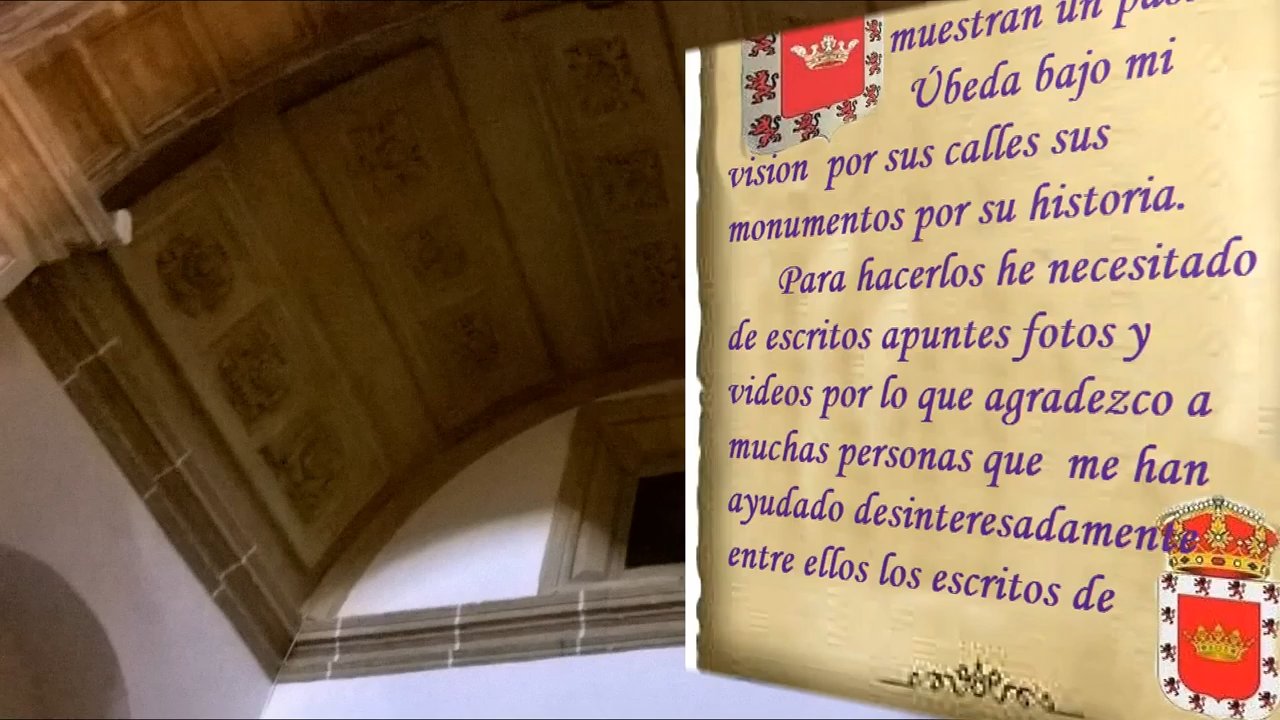 muestran un
Úbeda bajo mi
vision por sus calles sus
monumentos por su historia.
Para hacerlos he necesitado
de escritos apuntes fotos y
videos por lo que agradezco a
muchas personas que me han
ayudado desinteresadamente
entre ellos los escritos de